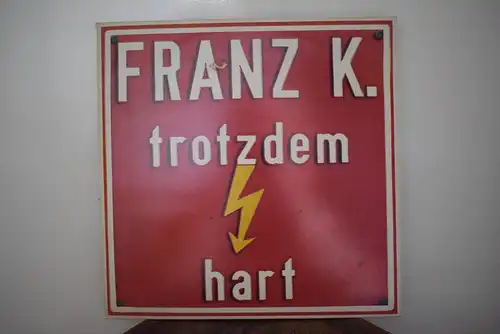 FRANZ K.
trotzdem
hart